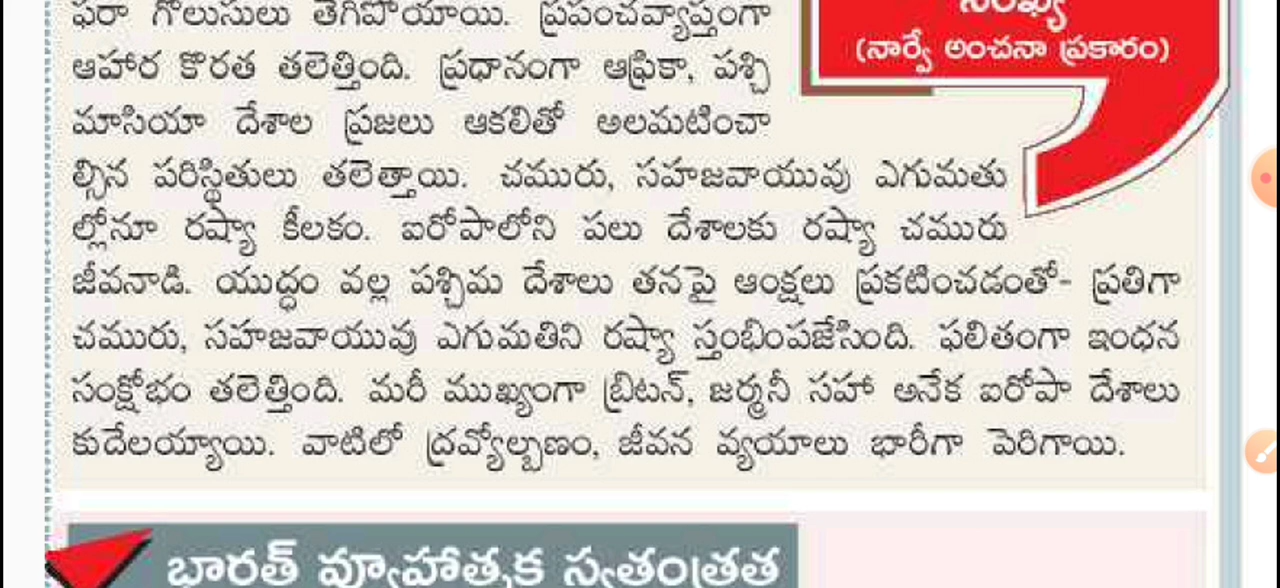 ఫరా గొలుసులు తెగిపోయాయి. ప్రపంచవ్యాప్తంగా
ఆహార కొరత తలెత్తింది. ప్రధానంగా ఆఫ్రికా, పశ్చి
మాసియా దేశాల ప్రజలు ఆకలితో అలమటించా
ల్సిన పరిస్థితులు తలెత్తాయి. చమురు, సహజవాయువు ఎగుమతు
ల్లోనూ రష్యా కీలకం. ఐరోపాలోని పలు దేశాలకు రష్యా చమురు
జీవనాడి. యుద్ధం వల్ల పశ్చిమ దేశాలు తనపై ఆంక్షలు ప్రకటించడంతో- ప్రతిగా
చమురు, సహజవాయువు ఎగుమతిని రష్యా స్తంభింపజేసింది. ఫలితంగా ఇంధన
సంక్షోభం తలెత్తింది. మరీ ముఖ్యంగా బ్రిటన్, జర్మనీ సహా అనేక ఐరోపా దేశాలు
కుదేలయ్యాయి. వాటిలో ద్రవ్యోల్బణం, జీవన వ్యయాలు భారీగా పెరిగాయి.
సంఖ్య
(నార్వే అంచనా ప్రకారం)
భారత్ వ్యూహాత్మక స్వతంత్రత